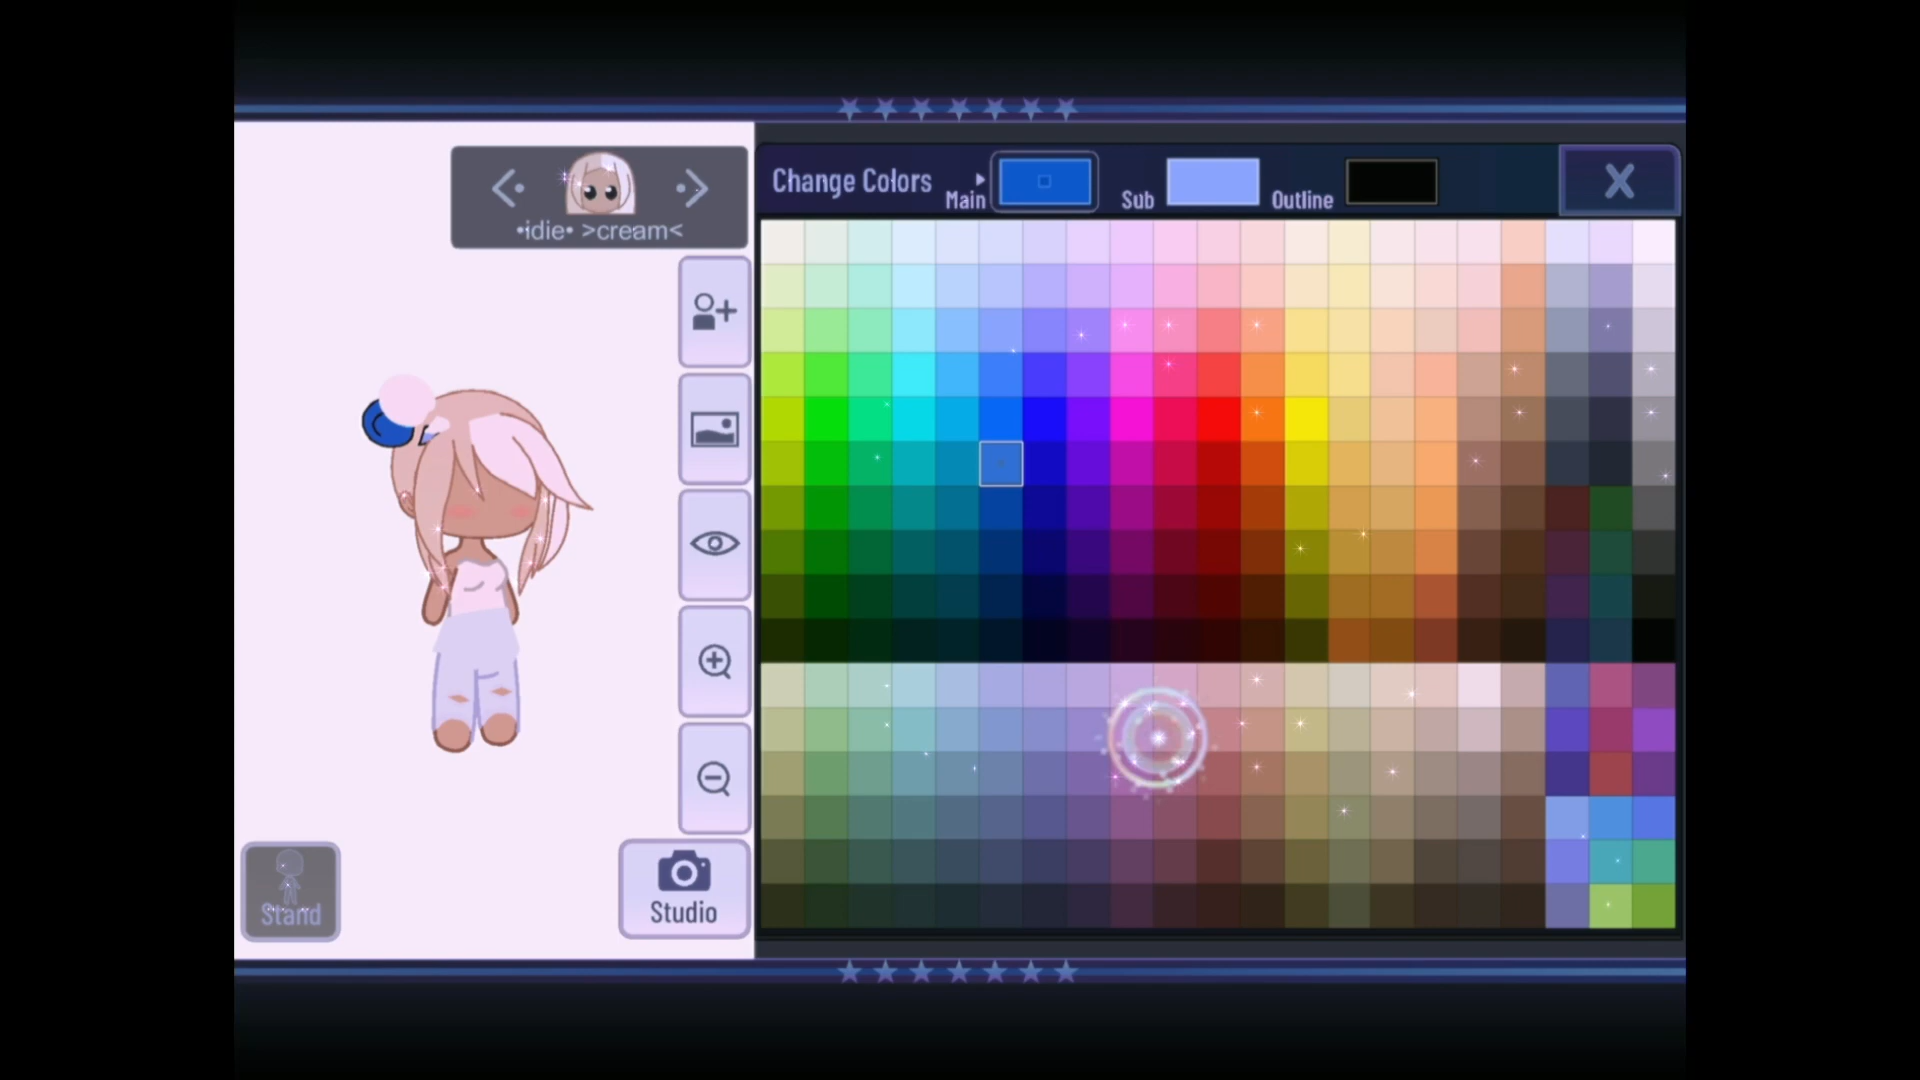 •idie• >cream<
Change Colors
Main
Sub
Outline
X
Stand
Studio